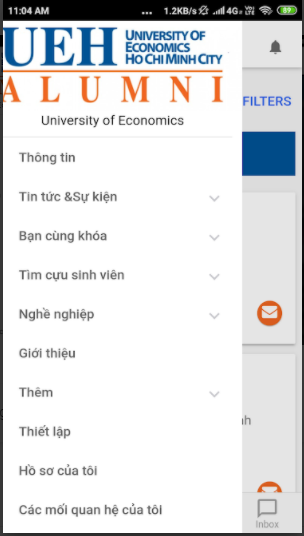 11:04 AM ... 1.2KB/s 4G 89
UEH UNIVERSITY OF
ECONOMICS
HO CHI MINH CITY
ALUMNI
University of Economics
FILTERS
Thông tin
Tin tức &Sự kiện
Bạn cùng khóa
Tìm cựu sinh viên
Nghề nghiệp
Giới thiệu
Thêm
Thiết lập
Hồ sơ của tôi
Các mối quan hệ của tôi
Inbox